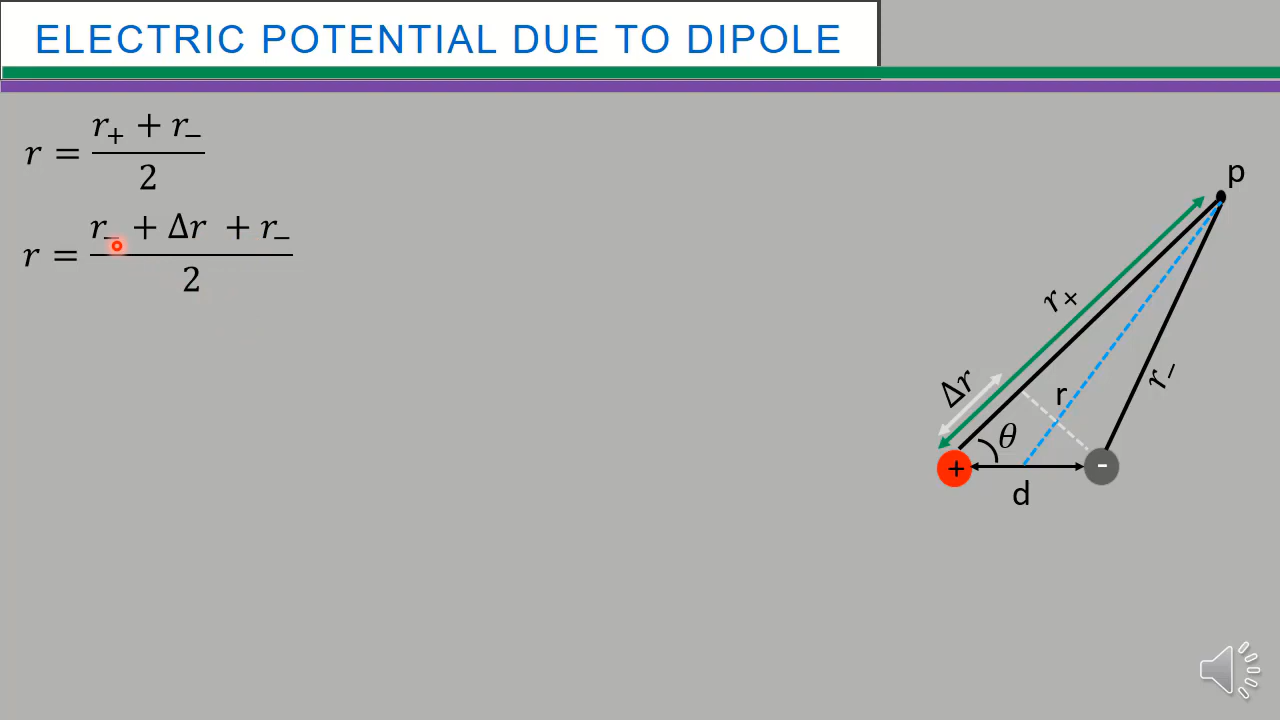 ELECTRIC POTENTIAL DUE TO DIPOLE
r = (r₊ + r₋)/2
r = (r₋ + Δr + r₋)/2
p
r₊
Δr
r
r₋
θ
+
-
d